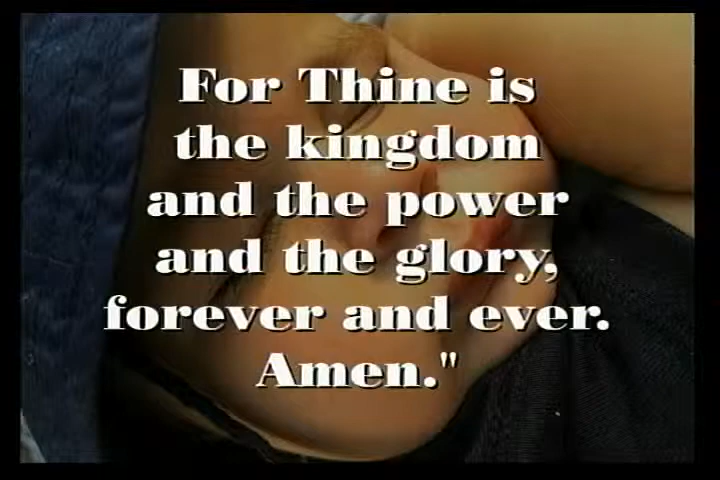 For Thine is
the kingdom
and the power
and the glory,
forever and ever.
Amen."